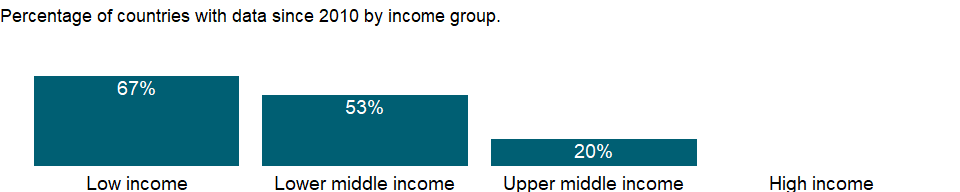 Percentage of countries with data since 2010 by income group.
67%
53%
20%
Low income
Lower middle income
Upper middle income
High income